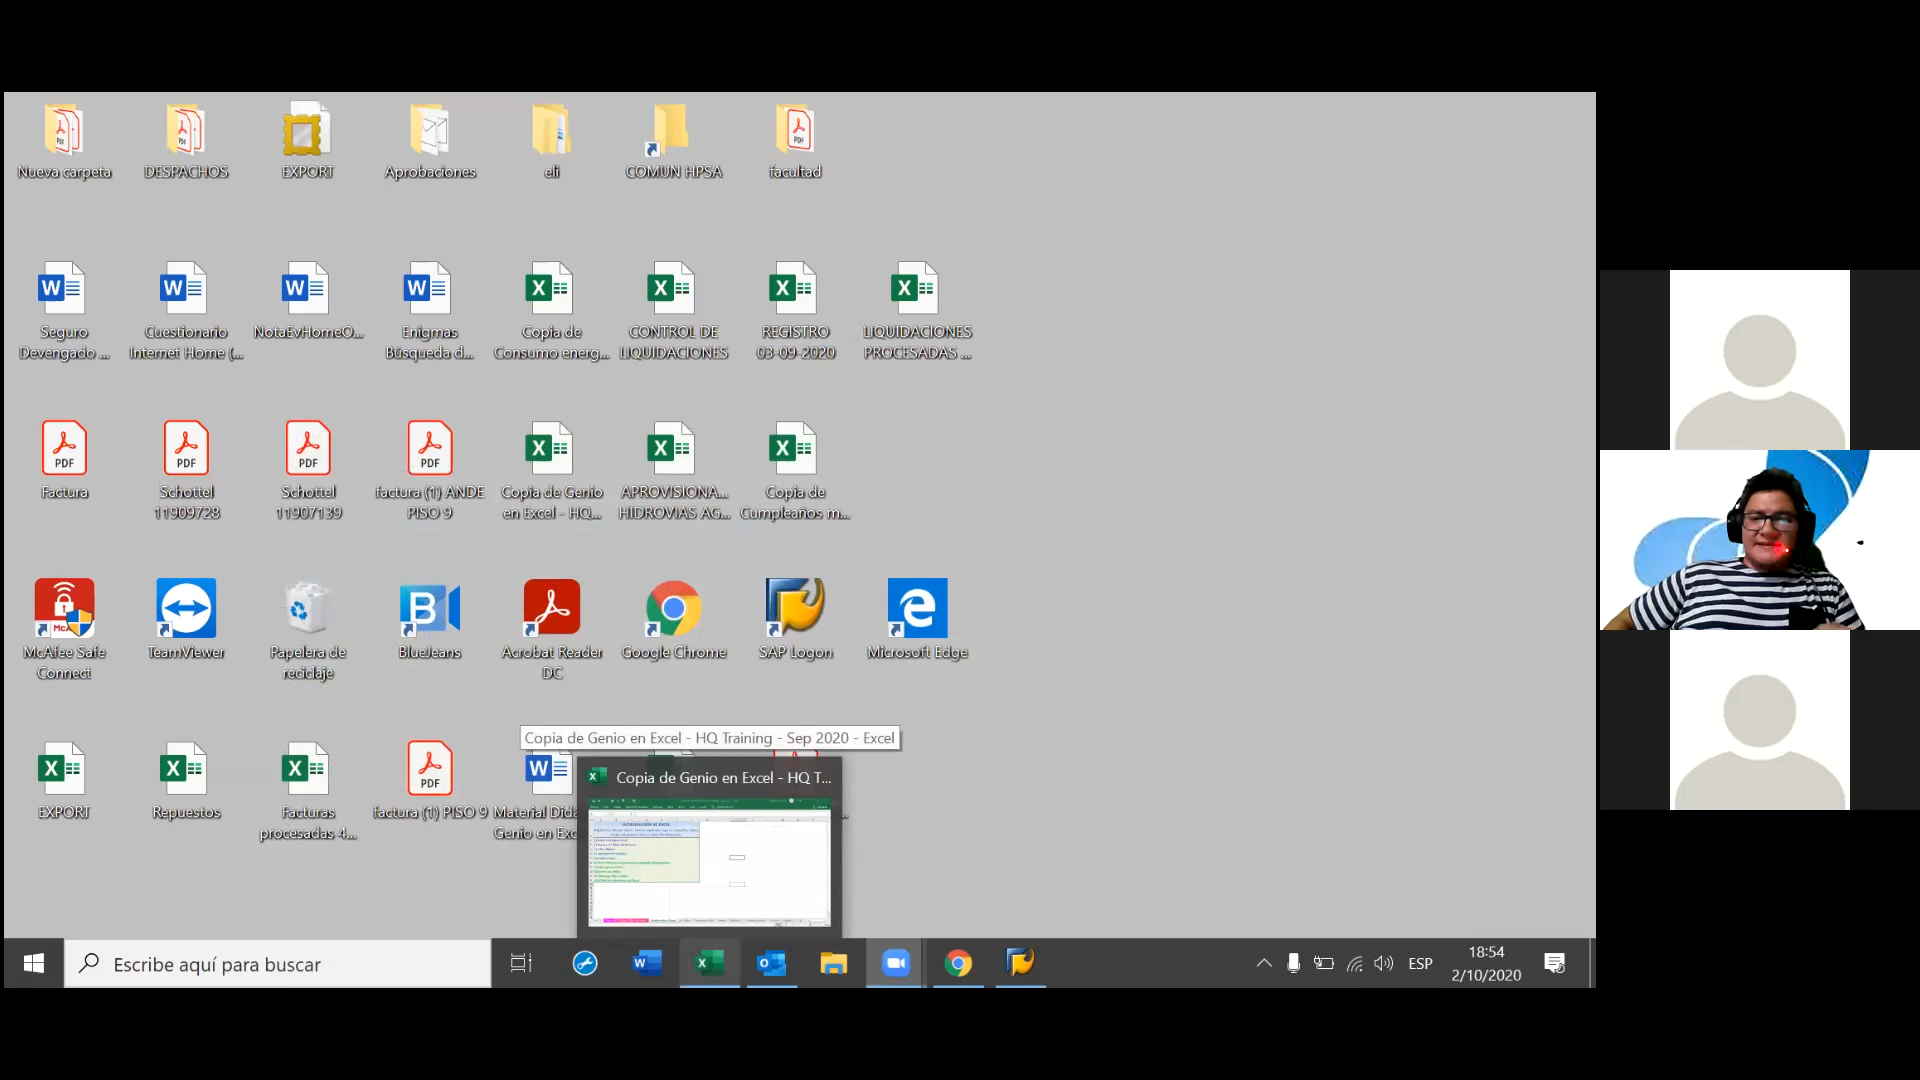 Nueva carpeta
DESPACHOS
EXPORT
Aprobaciones
eli
COMUN HPSA
facultad
Seguro
Devengado ...
Cuestionario
Internet Home (...
NotaEvHomeO...
Enigmas
Búsqueda d...
Copia de
Consumo energ...
CONTROL DE
LIQUIDACIONES
REGISTRO
03-09-2020
LIQUIDACIONES
PROCESADAS ...
PDF
Factura
PDF
Schottel
11909728
PDF
Schottel
11907139
PDF
factura (1) ANDE
PISO 9
Copia de Genio
en Excel - HQ...
APROVISIONA...
HIDROVIAS AG...
Copia de
Cumpleaños m...
McAfee Safe
Connect
TeamViewer
Papelera de
reciclaje
BlueJeans
Acrobat Reader
DC
Google Chrome
SAP Logon
Microsoft Edge
Copia de Genio en Excel - HQ Training - Sep 2020 - Excel
Copia de Genio en Excel - HQ T...
EXPORT
Repuestos
Facturas
procesadas 4...
PDF
factura (1) PISO 9
Material Did
Genio en Exc
Escribe aquí para buscar
ESP
18:54
2/10/2020